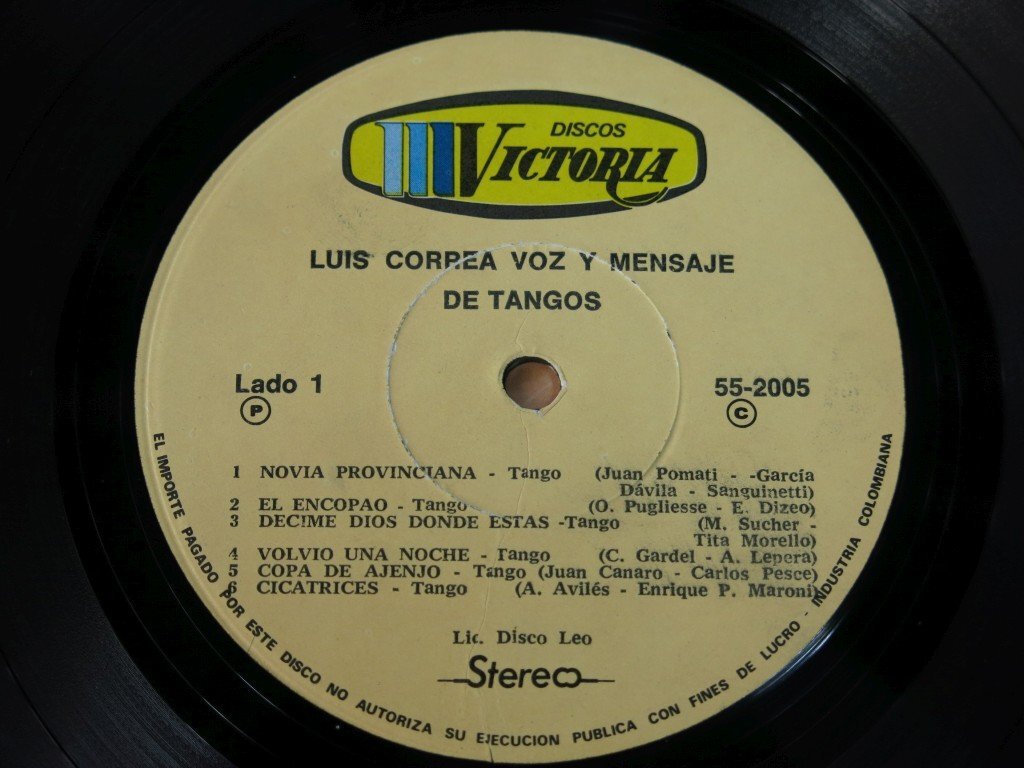 DISCOS
VICTORIA
LUIS CORREA VOZ Y MENSAJE
DE TANGOS
Lado 1
55-2005
Ⓟ
©
1 NOVIA PROVINCIANA - Tango (Juan Pomati - -García
Dávila - Sanguinetti)
2 EL ENCOPAO - Tango (O. Pugliesse - E. Dizeo)
3 DECIME DIOS DONDE ESTAS -Tango (M. Sucher -
Tita Morello)
4 VOLVIO UNA NOCHE - Tango (C. Gardel - A. Lepera)
5 COPA DE AJENJO - Tango (Juan Canaro - Carlos Pesce)
6 CICATRICES - Tango (A. Avilés - Enrique P. Maroni)
Lic. Disco Leo
Stereo
EL IMPORTE PAGADO POR ESTE DISCO NO AUTORIZA SU EJECUCION PUBLICA CON FINES DE LUCRO - INDUSTRIA COLOMBIANA